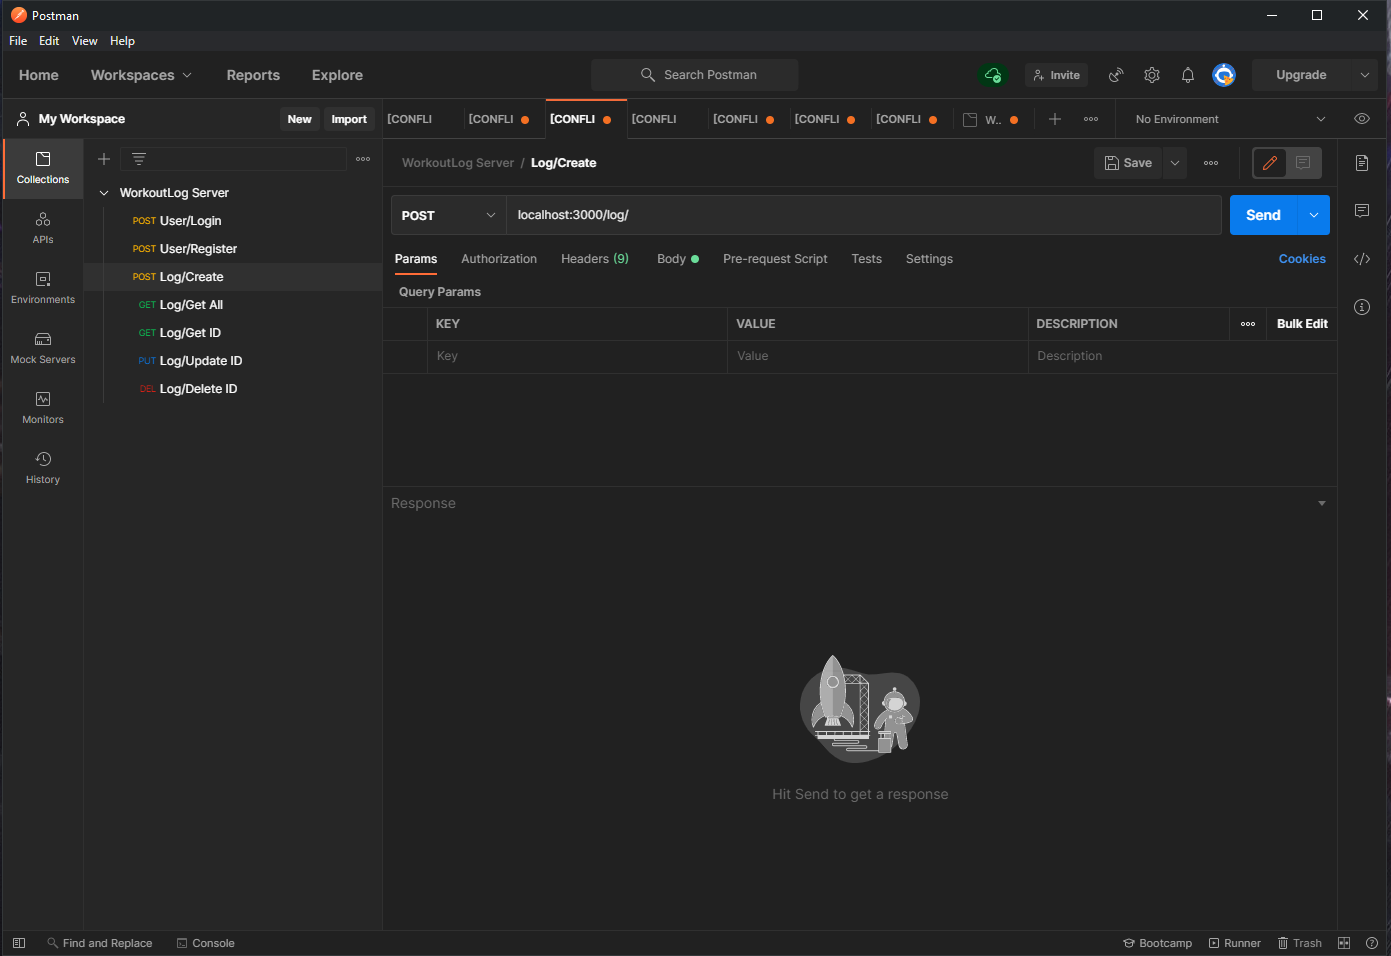 Postman
File Edit View Help
Home Workspaces Reports Explore Search Postman Invite Upgrade
My Workspace New Import
[CONFLI [CONFLI [CONFLI [CONFLI [CONFLI [CONFLI [CONFLI W.. No Environment
Collections
APIs
Environments
Mock Servers
Monitors
History
WorkoutLog Server
POST User/Login
POST User/Register
POST Log/Create
GET Log/Get All
GET Log/Get ID
PUT Log/Update ID
DEL Log/Delete ID
WorkoutLog Server / Log/Create Save
POST localhost:3000/log/ Send
Params Authorization Headers (9) Body Pre-request Script Tests Settings Cookies
Query Params
KEY VALUE DESCRIPTION Bulk Edit
Key Value Description
Response
Hit Send to get a response
Find and Replace Console Bootcamp Runner Trash